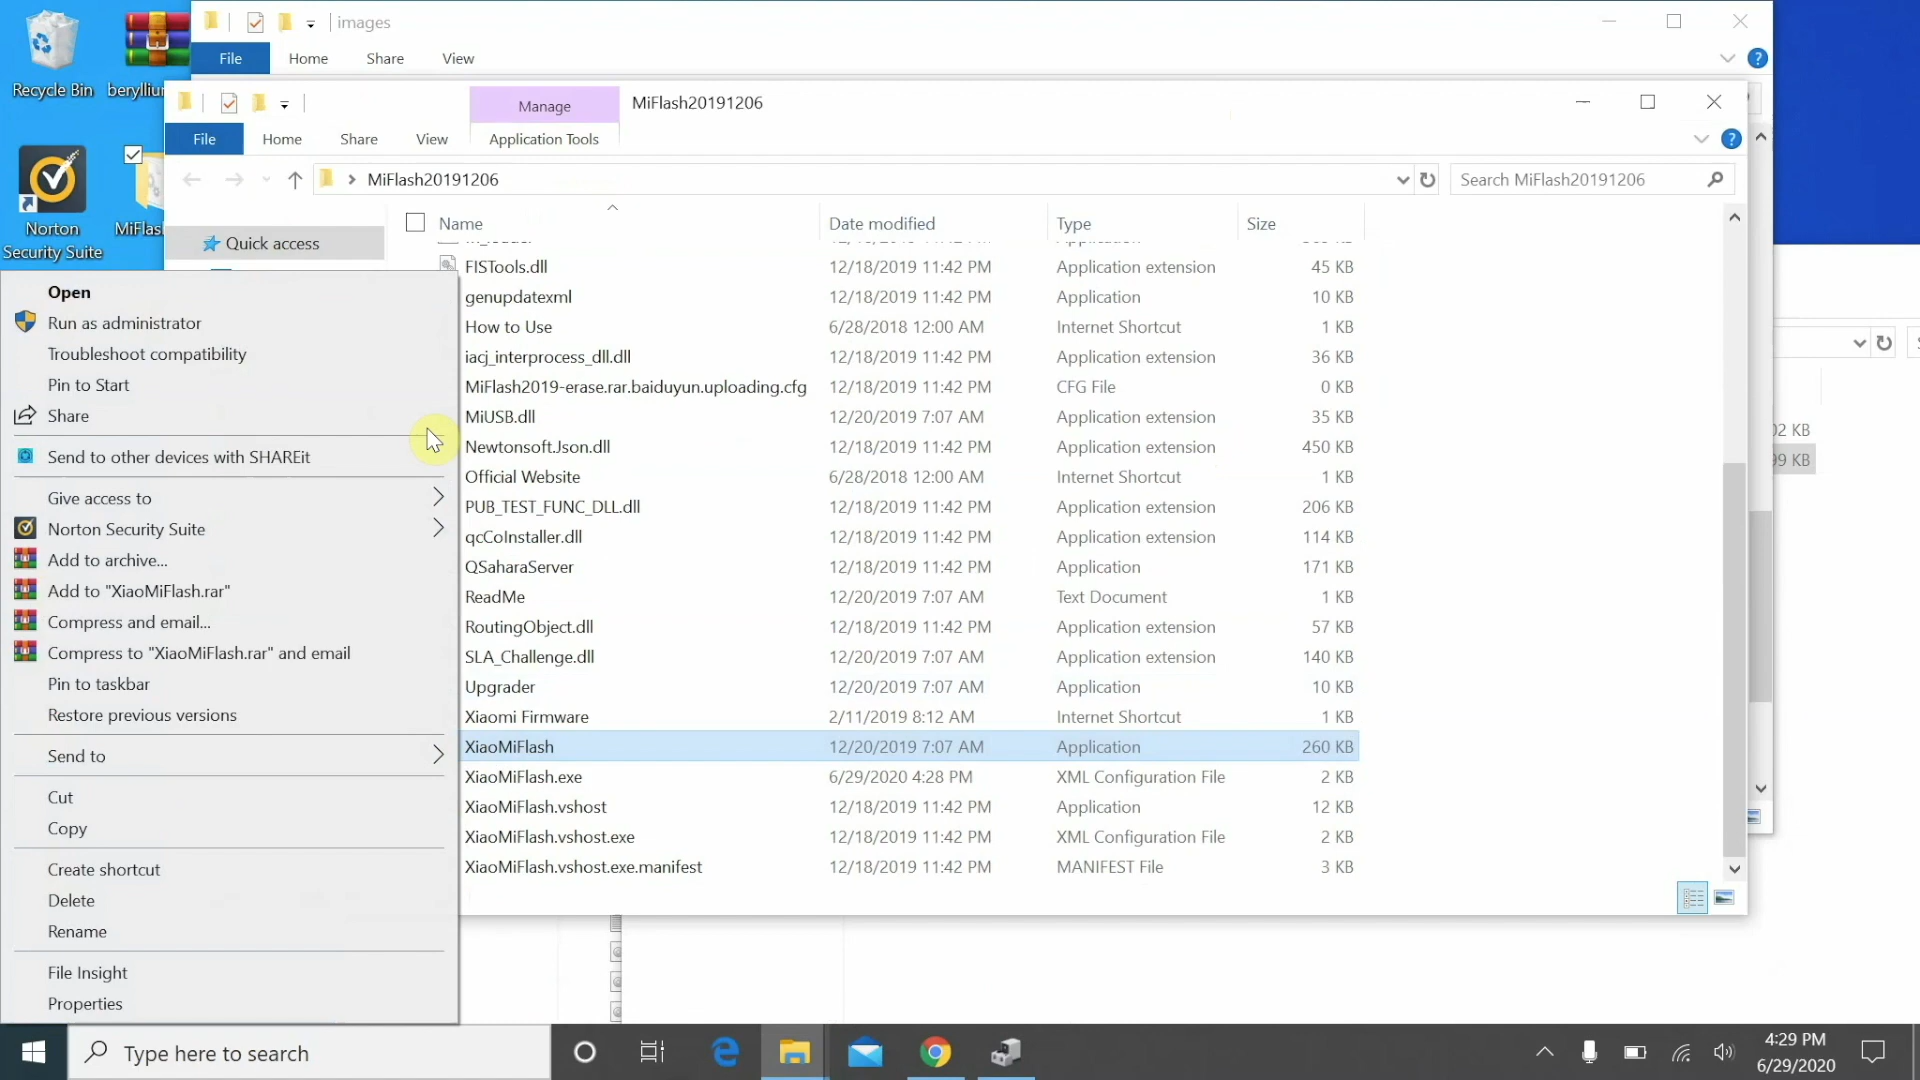 images
File
Home
Share
View
Recycle Bin
Manage
MiFlash20191206
File
Home
Share
View
Application Tools
MiFlash20191206
Search MiFlash20191206
Norton
Security Suite
Quick access
Name
Date modified
Type
Size
FISTools.dll 12/18/2019 11:42 PM Application extension 45 KB
genupdatexml 12/18/2019 11:42 PM Application 10 KB
How to Use 6/28/2018 12:00 AM Internet Shortcut 1 KB
iacj_interprocess_dll.dll 12/18/2019 11:42 PM Application extension 36 KB
MiFlash2019-erase.rar.baiduyun.uploading.cfg 12/18/2019 11:42 PM CFG File 0 KB
MiUSB.dll 12/20/2019 7:07 AM Application extension 35 KB
Newtonsoft.Json.dll 12/18/2019 11:42 PM Application extension 450 KB
Official Website 6/28/2018 12:00 AM Internet Shortcut 1 KB
PUB_TEST_FUNC_DLL.dll 12/18/2019 11:42 PM Application extension 206 KB
qcCoInstaller.dll 12/18/2019 11:42 PM Application extension 114 KB
QSaharaServer 12/18/2019 11:42 PM Application 171 KB
ReadMe 12/20/2019 7:07 AM Text Document 1 KB
RoutingObject.dll 12/18/2019 11:42 PM Application extension 57 KB
SLA_Challenge.dll 12/20/2019 7:07 AM Application extension 140 KB
Upgrader 12/20/2019 7:07 AM Application 10 KB
Xiaomi Firmware 2/11/2019 8:12 AM Internet Shortcut 1 KB
XiaoMiFlash 12/20/2019 7:07 AM Application 260 KB
XiaoMiFlash.exe 6/29/2020 4:28 PM XML Configuration File 2 KB
XiaoMiFlash.vshost 12/18/2019 11:42 PM Application 12 KB
XiaoMiFlash.vshost.exe 12/18/2019 11:42 PM XML Configuration File 2 KB
XiaoMiFlash.vshost.exe.manifest 12/18/2019 11:42 PM MANIFEST File 3 KB
Open
Run as administrator
Troubleshoot compatibility
Pin to Start
Share
Send to other devices with SHAREit
Give access to
Norton Security Suite
Add to archive...
Add to "XiaoMiFlash.rar"
Compress and email...
Compress to "XiaoMiFlash.rar" and email
Pin to taskbar
Restore previous versions
Send to
Cut
Copy
Create shortcut
Delete
Rename
File Insight
Properties
Type here to search
4:29 PM
6/29/2020